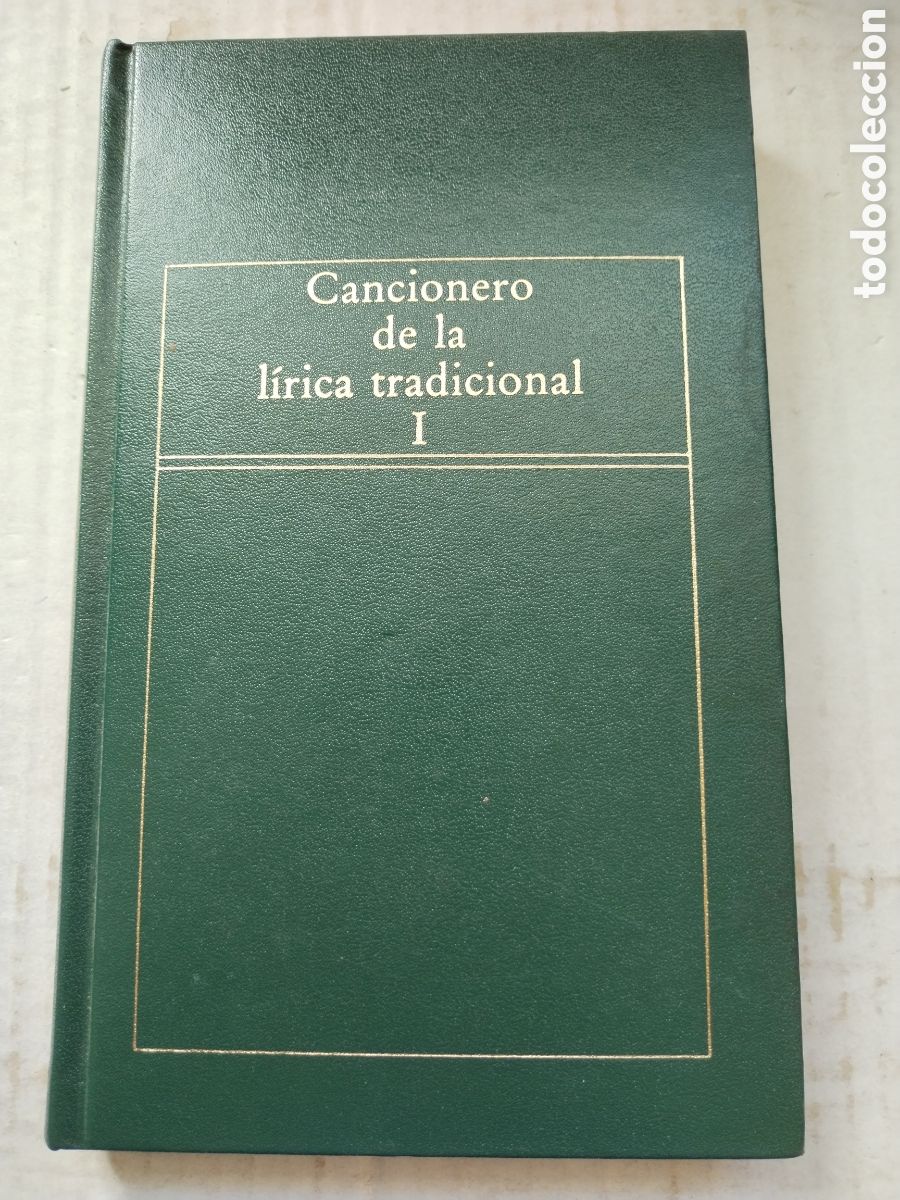 Cancionero
de la
lírica tradicional
I
todocoleccion